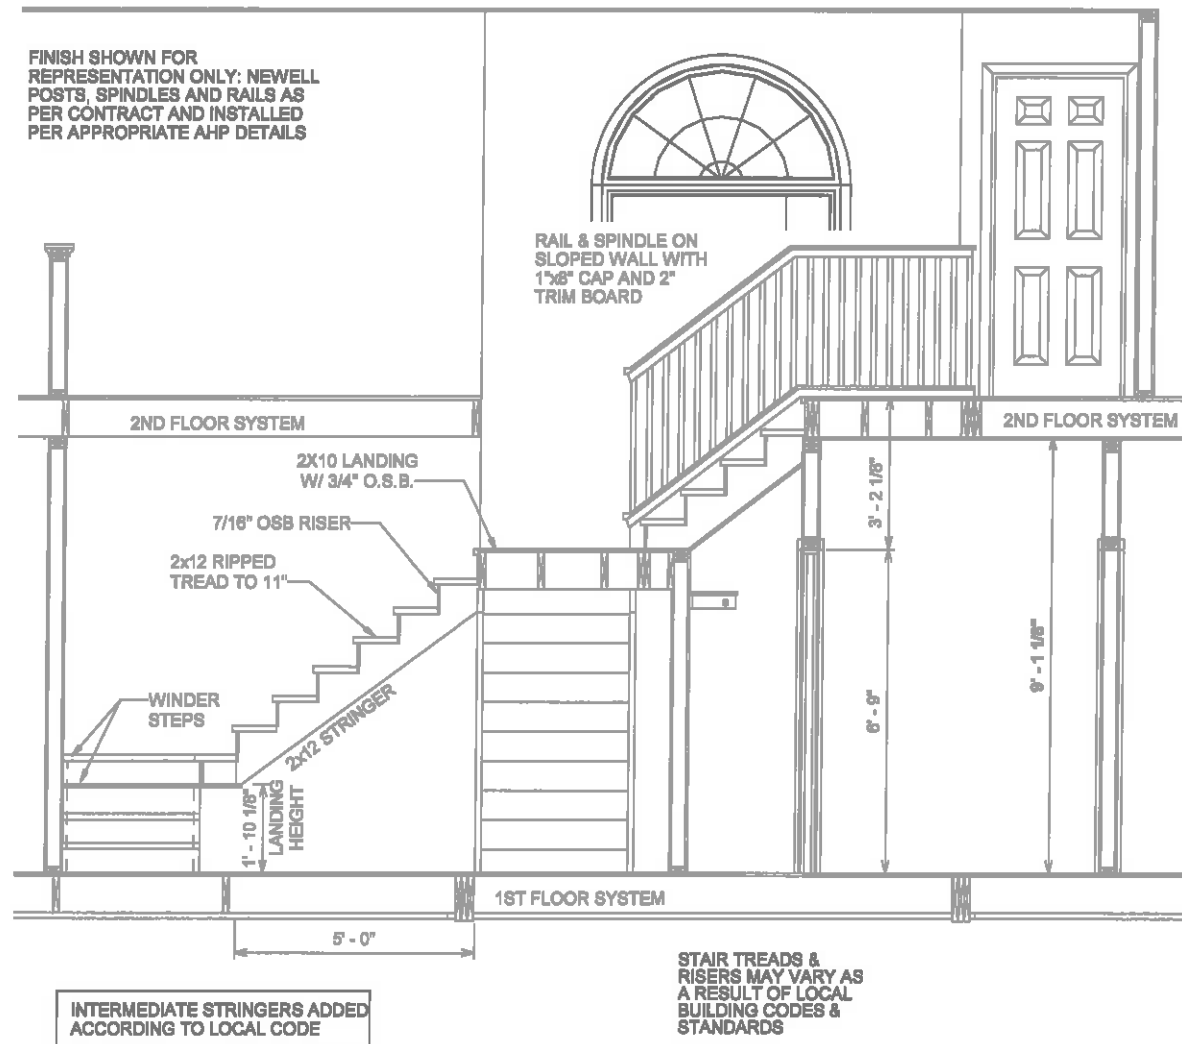 FINISH SHOWN FOR
REPRESENTATION ONLY: NEWELL
POSTS, SPINDLES AND RAILS AS
PER CONTRACT AND INSTALLED
PER APPROPRIATE AHP DETAILS
RAIL & SPINDLE ON
SLOPED WALL WITH
1"x8" CAP AND 2"
TRIM BOARD
2ND FLOOR SYSTEM
2ND FLOOR SYSTEM
2X10 LANDING
W/ 3/4" O.S.B.
7/16" OSB RISER
2x12 RIPPED
TREAD TO 11"
3' - 2 1/8"
9' - 1 1/8"
6' - 9"
WINDER
STEPS
2x12 STRINGER
1' - 10 1/8"
LANDING
HEIGHT
1ST FLOOR SYSTEM
5' - 0"
STAIR TREADS &
RISERS MAY VARY AS
A RESULT OF LOCAL
BUILDING CODES &
STANDARDS
INTERMEDIATE STRINGERS ADDED
ACCORDING TO LOCAL CODE